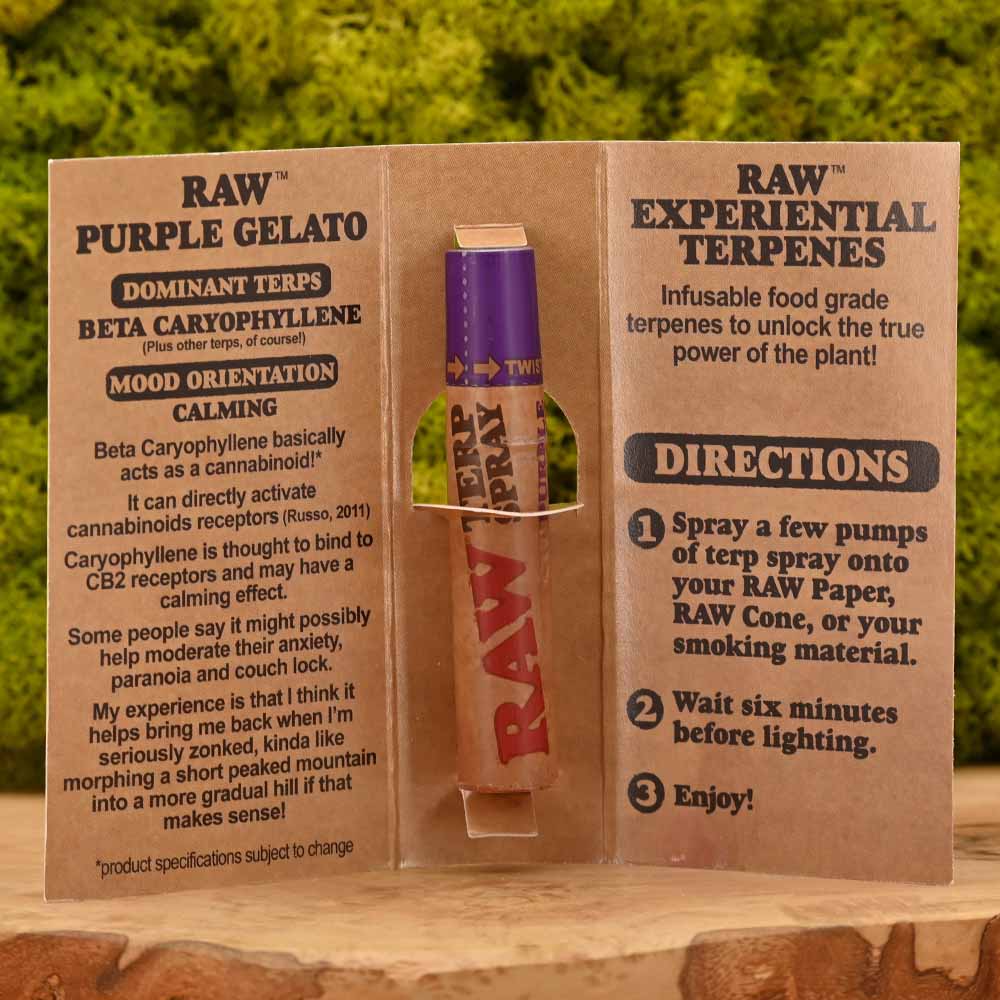 RAW™
PURPLE GELATO
DOMINANT TERPS
BETA CARYOPHYLLENE
(Plus other terps, of course!)
MOOD ORIENTATION
CALMING
Beta Caryophyllene basically
acts as a cannabinoid!*
It can directly activate
cannabinoids receptors (Russo, 2011)
Caryophyllene is thought to bind to
CB2 receptors and may have a
calming effect.
Some people say it might possibly
help moderate their anxiety,
paranoia and couch lock.
My experience is that I think it
helps bring me back when I'm
seriously zonked, kinda like
morphing a short peaked mountain
into a more gradual hill if that
makes sense!
*product specifications subject to change
TWIS
RAW TERP
SPRAY
RAW™
EXPERIENTIAL
TERPENES
Infusable food grade
terpenes to unlock the true
power of the plant!
DIRECTIONS
1 Spray a few pumps
of terp spray onto
your RAW Paper,
RAW Cone, or your
smoking material.
2 Wait six minutes
before lighting.
3 Enjoy!